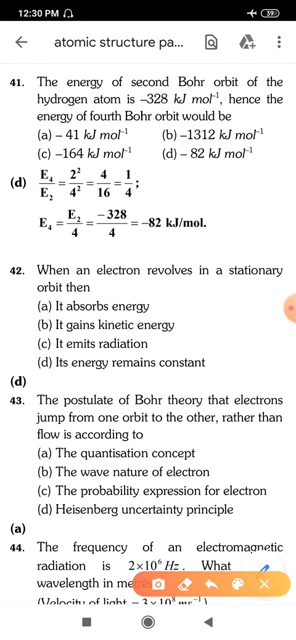 12:30 PM
39
atomic structure pa...
41. The energy of second Bohr orbit of the
hydrogen atom is –328 kJ mol⁻¹, hence the
energy of fourth Bohr orbit would be
(a) – 41 kJ mol⁻¹ (b) –1312 kJ mol⁻¹
(c) –164 kJ mol⁻¹ (d) – 82 kJ mol⁻¹
(d) E₄/E₂ = 2²/4² = 4/16 = 1/4 ;
E₄ = E₂/4 = –328/4 = –82 kJ/mol.
42. When an electron revolves in a stationary
orbit then
(a) It absorbs energy
(b) It gains kinetic energy
(c) It emits radiation
(d) Its energy remains constant
(d)
43. The postulate of Bohr theory that electrons
jump from one orbit to the other, rather than
flow is according to
(a) The quantisation concept
(b) The wave nature of electron
(c) The probability expression for electron
(d) Heisenberg uncertainty principle
(a)
44. The frequency of an electromagnetic
radiation is 2×10⁶ Hz . What
wavelength in
(Velocity of light = 3×10⁸ ms⁻¹)